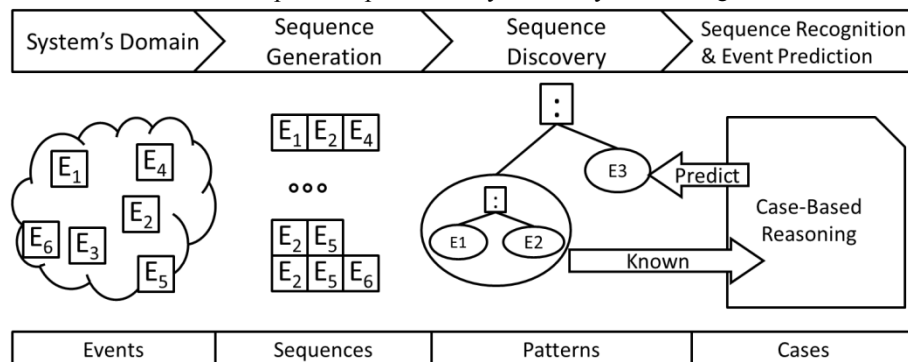 System's Domain
Sequence
Generation
Sequence
Discovery
Sequence Recognition
& Event Prediction
E₁
E₄
E₂
E₆
E₃
E₅
E₁ E₂ E₄
ooo
E₂ E₅
E₂ E₅ E₆
:
E3
:
E1
E2
Predict
Known
Case-Based
Reasoning
Events
Sequences
Patterns
Cases